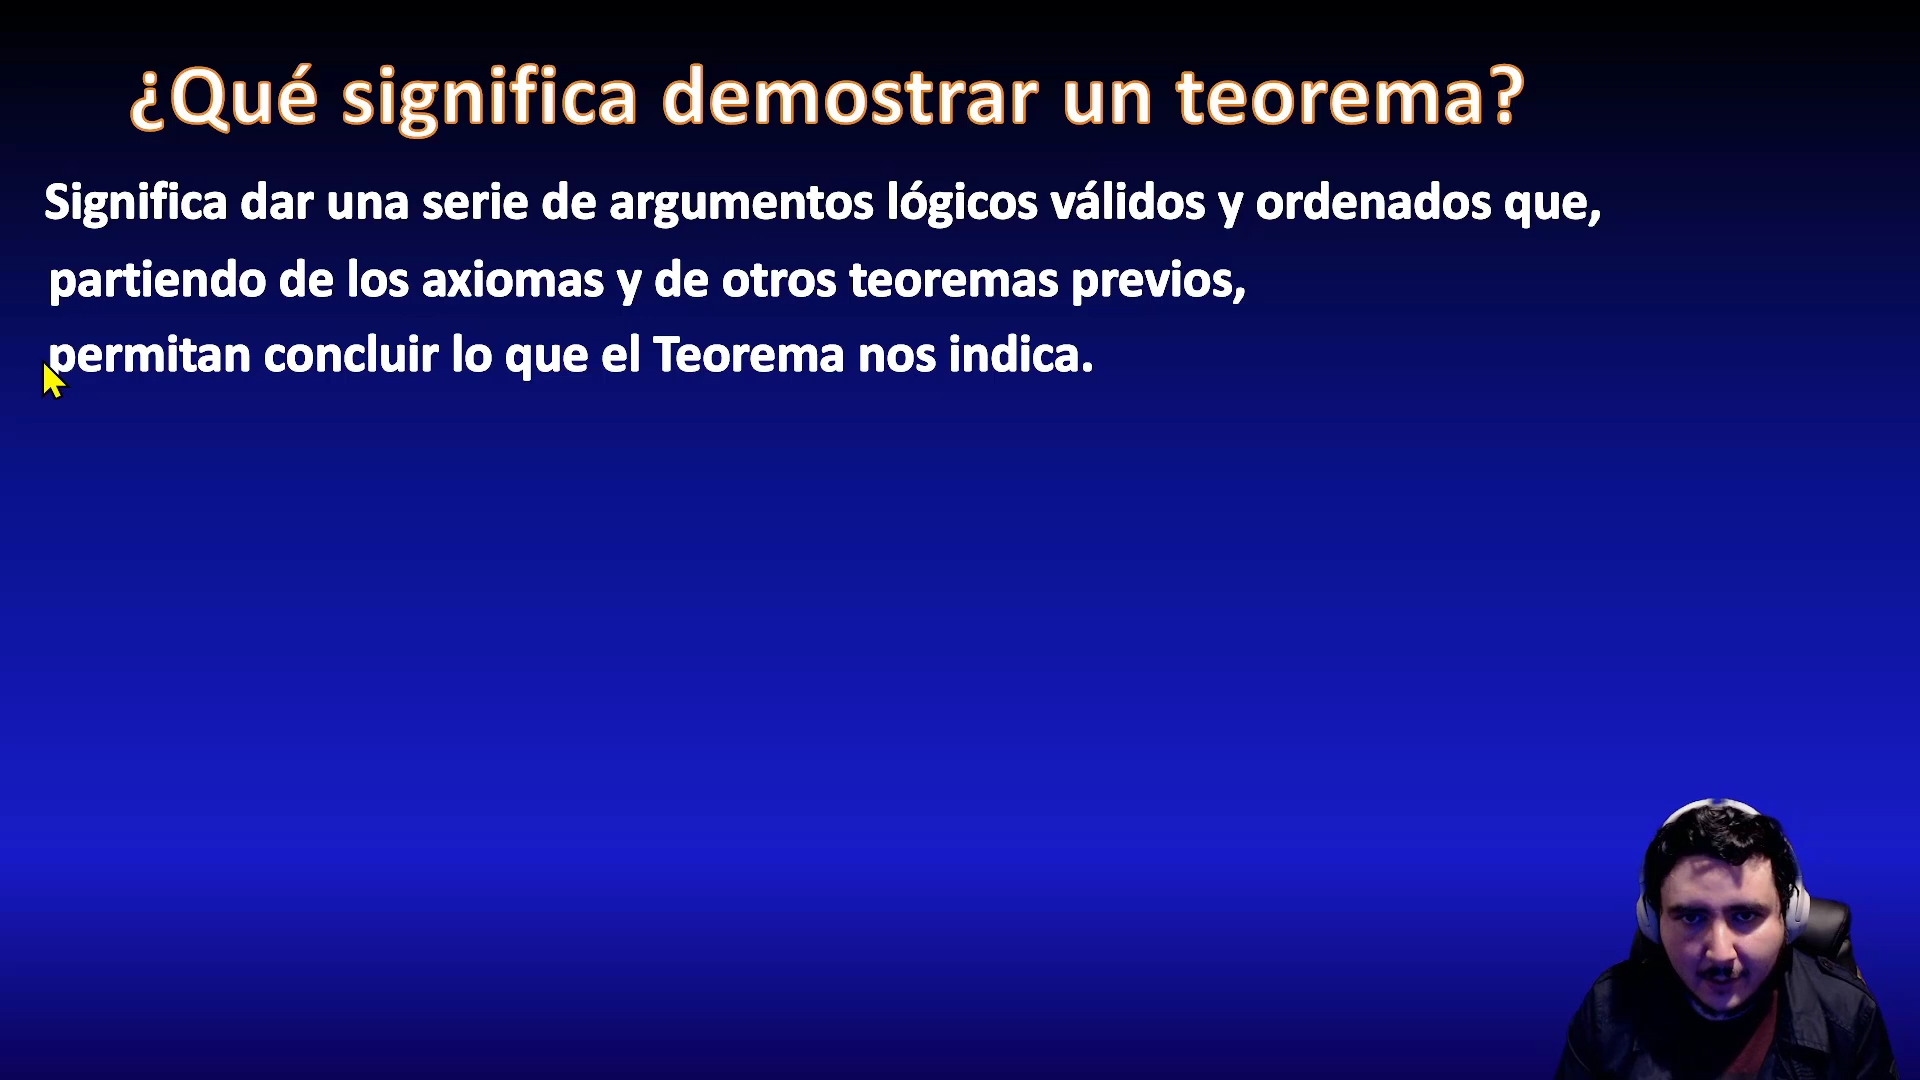 ¿Qué significa demostrar un teorema?
Significa dar una serie de argumentos lógicos válidos y ordenados que,
partiendo de los axiomas y de otros teoremas previos,
permitan concluir lo que el Teorema nos indica.